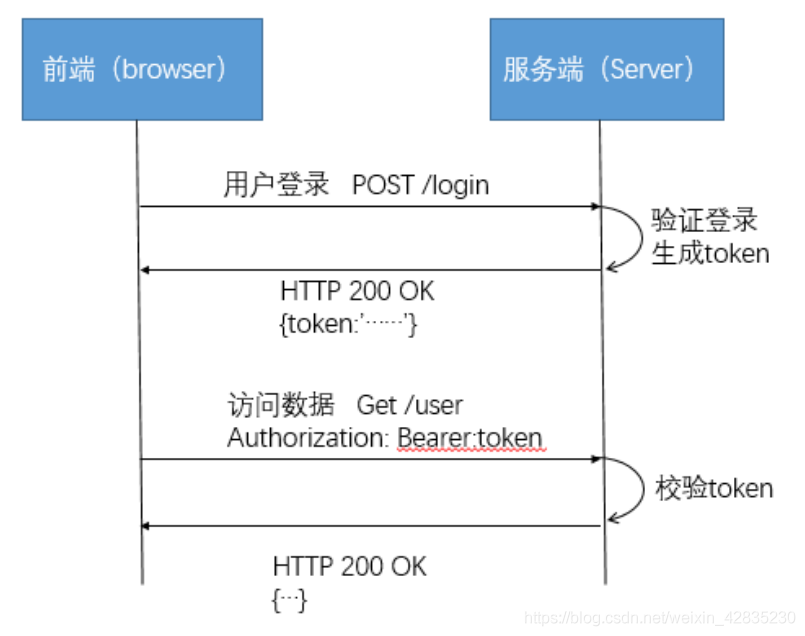 前端（browser）
服务端（Server）
用户登录 POST /login
验证登录
生成token
HTTP 200 OK
{token:'……'}
访问数据 Get /user
Authorization: Bearer:token
校验token
HTTP 200 OK
{…}
https://blog.csdn.net/weixin_42835230